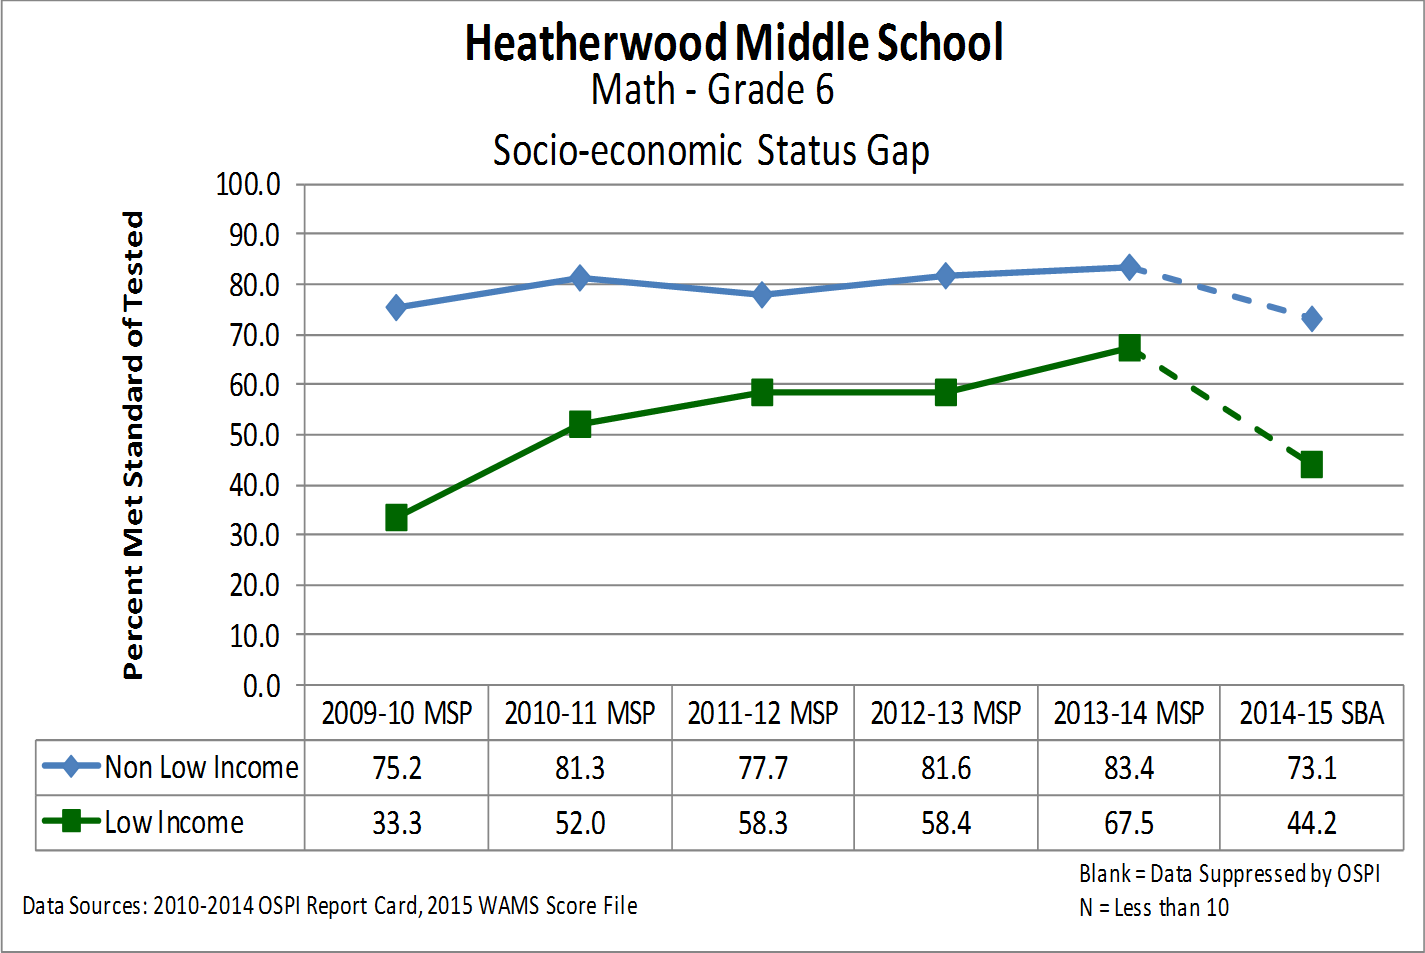 Heatherwood Middle School
Math - Grade 6
Socio-economic Status Gap
Percent Met Standard of Tested
100.0
90.0
80.0
70.0
60.0
50.0
40.0
30.0
20.0
10.0
0.0
2009-10 MSP 2010-11 MSP 2011-12 MSP 2012-13 MSP 2013-14 MSP 2014-15 SBA
Non Low Income 75.2 81.3 77.7 81.6 83.4 73.1
Low Income 33.3 52.0 58.3 58.4 67.5 44.2
Blank = Data Suppressed by OSPI
Data Sources: 2010-2014 OSPI Report Card, 2015 WAMS Score File
N = Less than 10